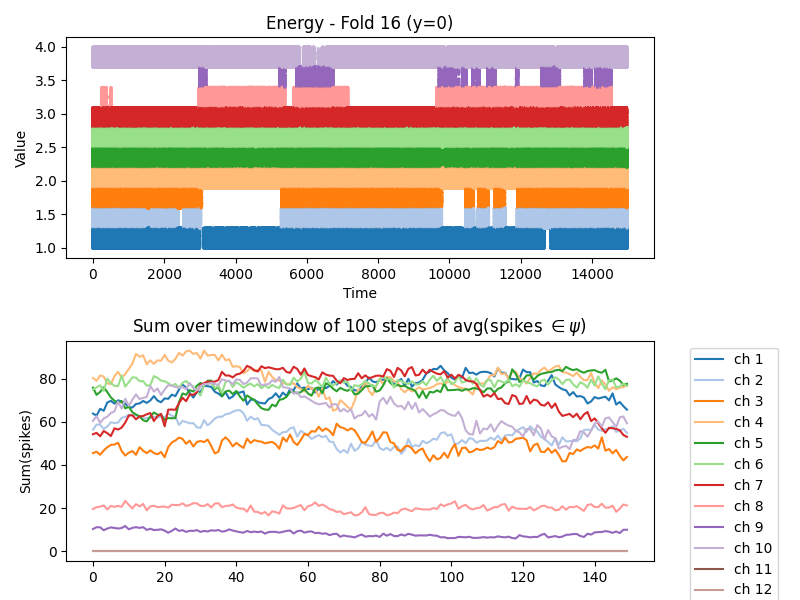 Energy - Fold 16 (y=0)
4.0
3.5
3.0
2.5
2.0
1.5
1.0
Value
0 2000 4000 6000 8000 10000 12000 14000
Time
Sum over timewindow of 100 steps of avg(spikes ∈ ψ)
80
60
40
20
0
Sum(spikes)
0 20 40 60 80 100 120 140
ch 1
ch 2
ch 3
ch 4
ch 5
ch 6
ch 7
ch 8
ch 9
ch 10
ch 11
ch 12